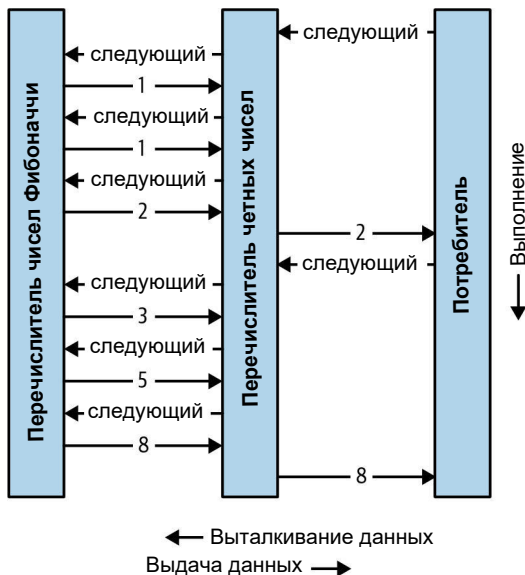 следующий
следующий
1
следующий
1
следующий
2
2
следующий
следующий
3
следующий
5
следующий
8
8
Перечислитель чисел Фибоначчи
Перечислитель четных чисел
Потребитель
Выполнение
Выталкивание данных
Выдача данных